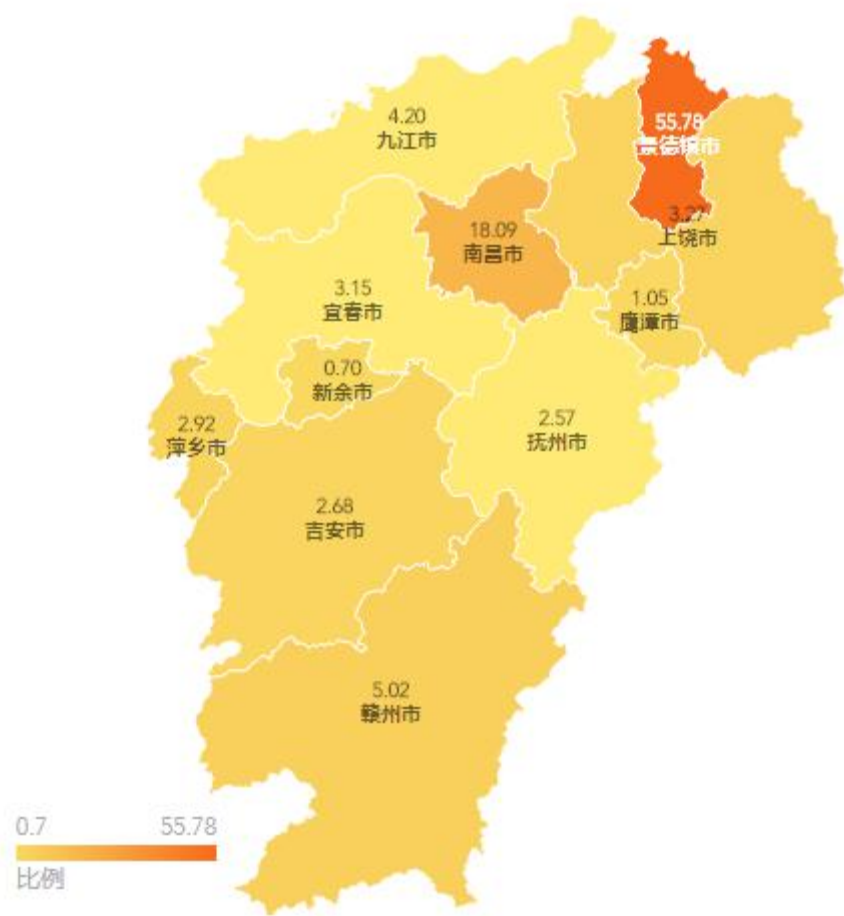 4.20
九江市
55.78
景德镇市
18.09
南昌市
3.27
上饶市
3.15
宜春市
1.05
鹰潭市
0.70
新余市
2.92
萍乡市
2.57
抚州市
2.68
吉安市
5.02
赣州市
0.7 55.78
比例